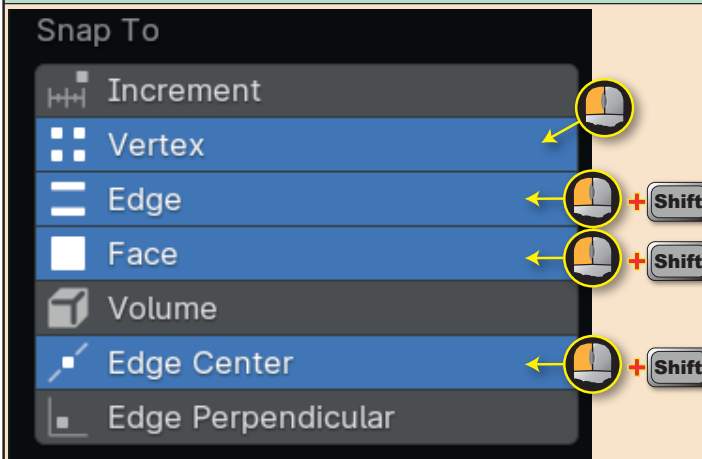 Snap To
Increment
Vertex
Edge + Shift
Face + Shift
Volume
Edge Center + Shift
Edge Perpendicular